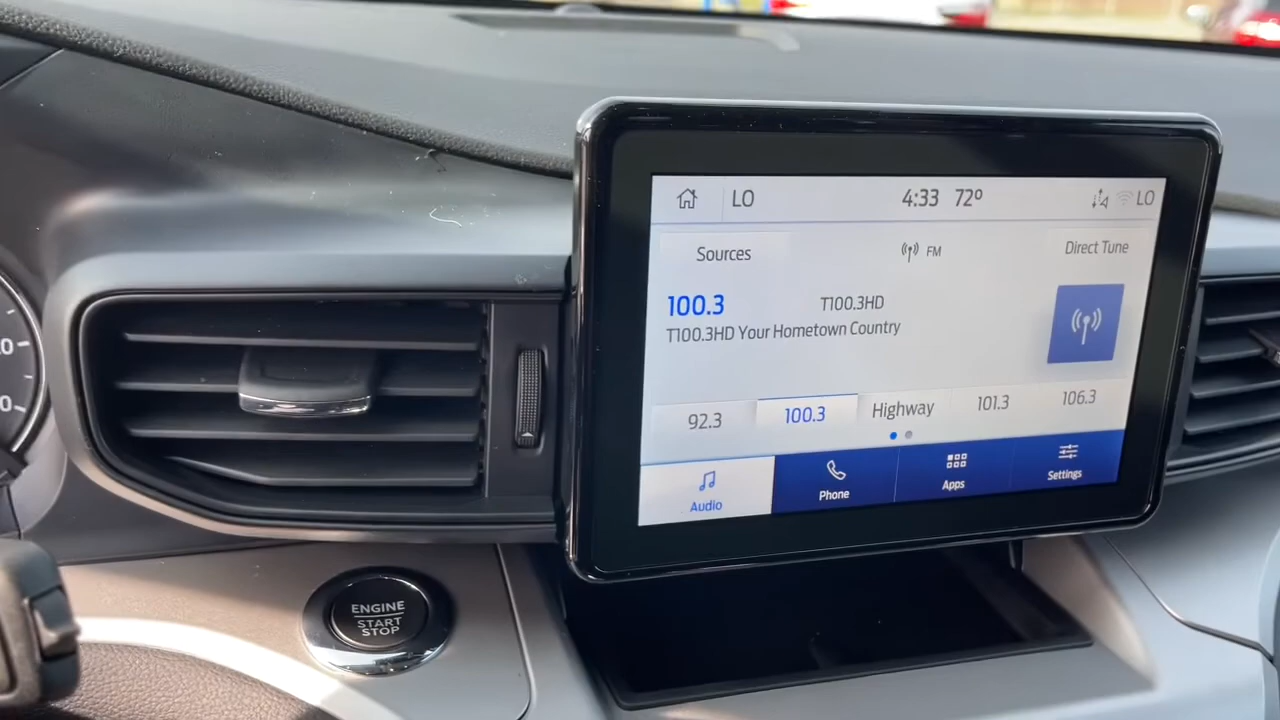 LO 4:33 72° LO
Sources FM Direct Tune
100.3 T100.3HD
T100.3HD Your Hometown Country
92.3 100.3 Highway 101.3 106.3
Audio Phone Apps Settings
ENGINE
START
STOP